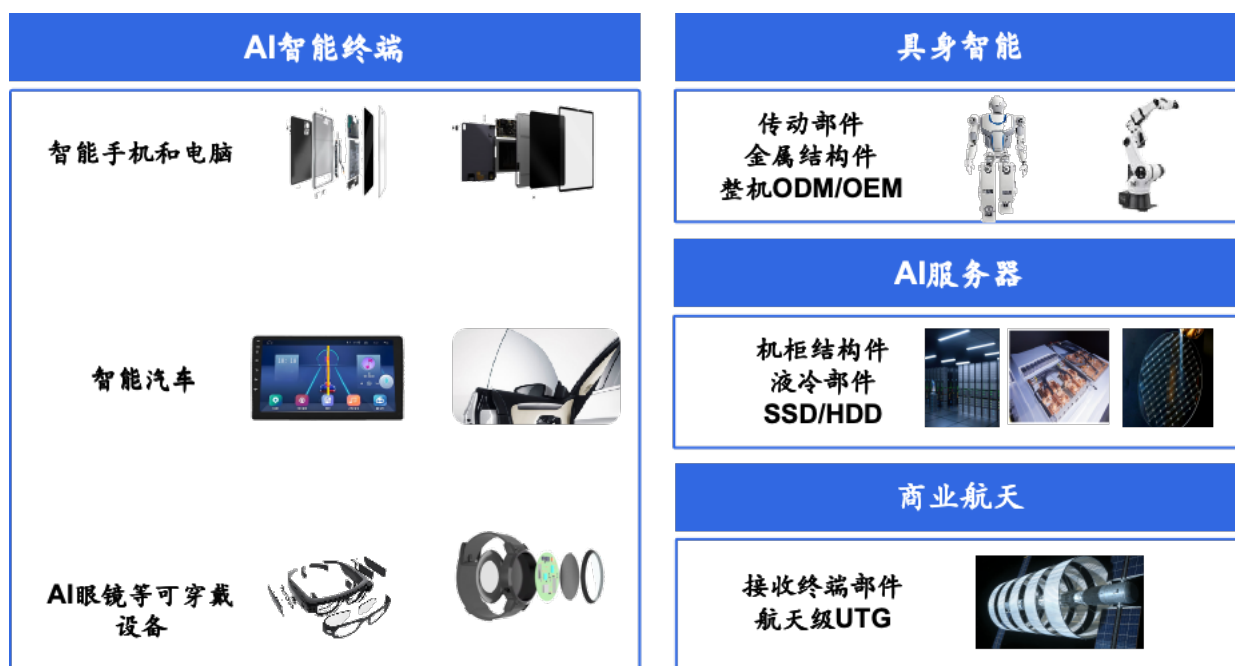 AI智能终端
智能手机和电脑
智能汽车
AI眼镜等可穿戴
设备
具身智能
传动部件
金属结构件
整机ODM/OEM
AI服务器
机柜结构件
液冷部件
SSD/HDD
商业航天
接收终端部件
航天级UTG